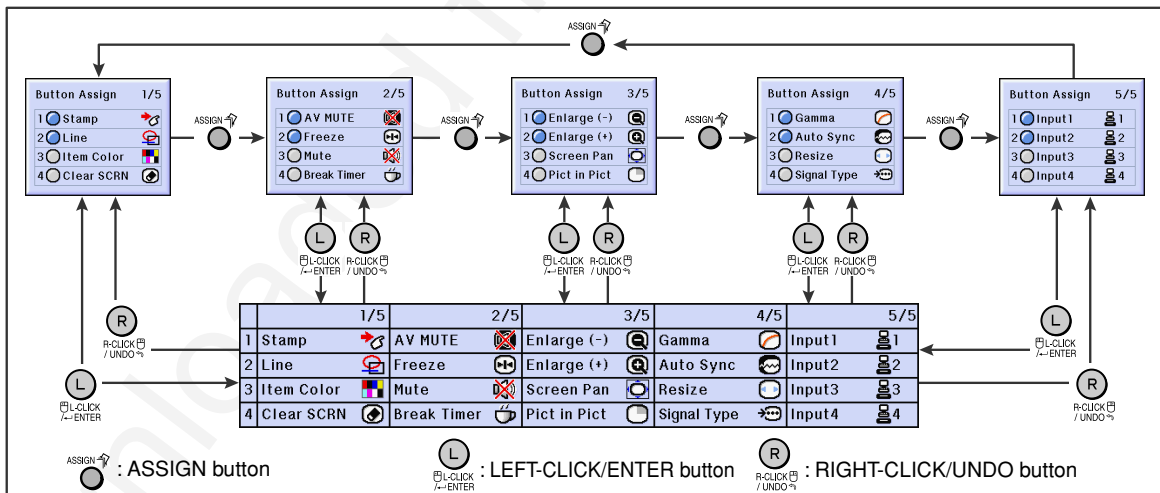 ASSIGN
Button Assign 1/5
1 Stamp
2 Line
3 Item Color
4 Clear SCRN
ASSIGN
Button Assign 2/5
1 AV MUTE
2 Freeze
3 Mute
4 Break Timer
ASSIGN
Button Assign 3/5
1 Enlarge (-)
2 Enlarge (+)
3 Screen Pan
4 Pict in Pict
ASSIGN
Button Assign 4/5
1 Gamma
2 Auto Sync
3 Resize
4 Signal Type
ASSIGN
Button Assign 5/5
1 Input1 1
2 Input2 2
3 Input3 3
4 Input4 4
L
L-CLICK
/ ENTER
R
R-CLICK
/ UNDO
L
L-CLICK
/ ENTER
R
R-CLICK
/ UNDO
L
L-CLICK
/ ENTER
R
R-CLICK
/ UNDO
R
R-CLICK
/ UNDO
L
L-CLICK
/ ENTER
L
L-CLICK
/ ENTER
R
R-CLICK
/ UNDO
1/5 2/5 3/5 4/5 5/5
1 Stamp AV MUTE Enlarge (-) Gamma Input1 1
2 Line Freeze Enlarge (+) Auto Sync Input2 2
3 Item Color Mute Screen Pan Resize Input3 3
4 Clear SCRN Break Timer Pict in Pict Signal Type Input4 4
ASSIGN : ASSIGN button
L L-CLICK / ENTER : LEFT-CLICK/ENTER button
R R-CLICK / UNDO : RIGHT-CLICK/UNDO button